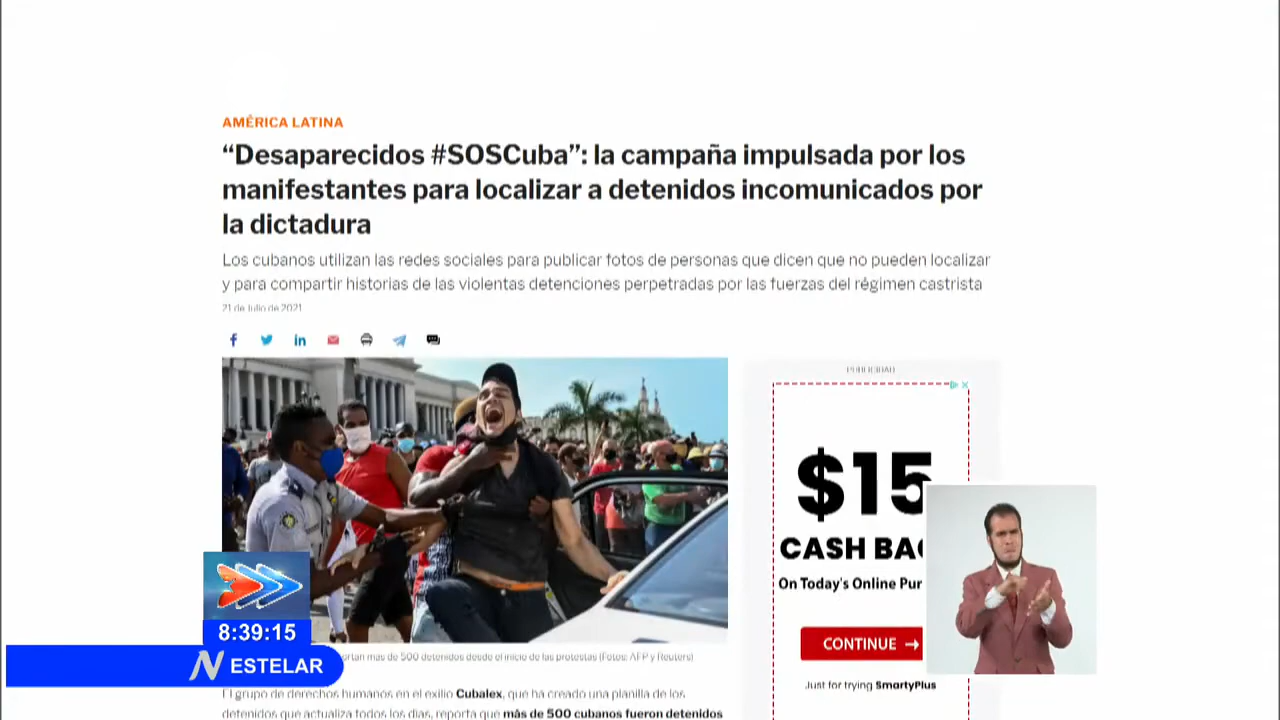 AMÉRICA LATINA
“Desaparecidos #SOSCuba”: la campaña impulsada por los
manifestantes para localizar a detenidos incomunicados por
la dictadura
Los cubanos utilizan las redes sociales para publicar fotos de personas que dicen que no pueden localizar
y para compartir historias de las violentas detenciones perpetradas por las fuerzas del régimen castrista
21 de Julio de 2021
PUBLICIDAD
$15
CASH BAC
On Today's Online Pur
CONTINUE →
Just for trying SmartyPlus
8:39:15
N ESTELAR
ortan más de 500 detenidos desde el inicio de las protestas (Fotos: AFP y Reuters)
El grupo de derechos humanos en el exilio Cubalex, que ha creado una planilla de los
detenidos que actualiza todos los días, reporta que más de 500 cubanos fueron detenidos